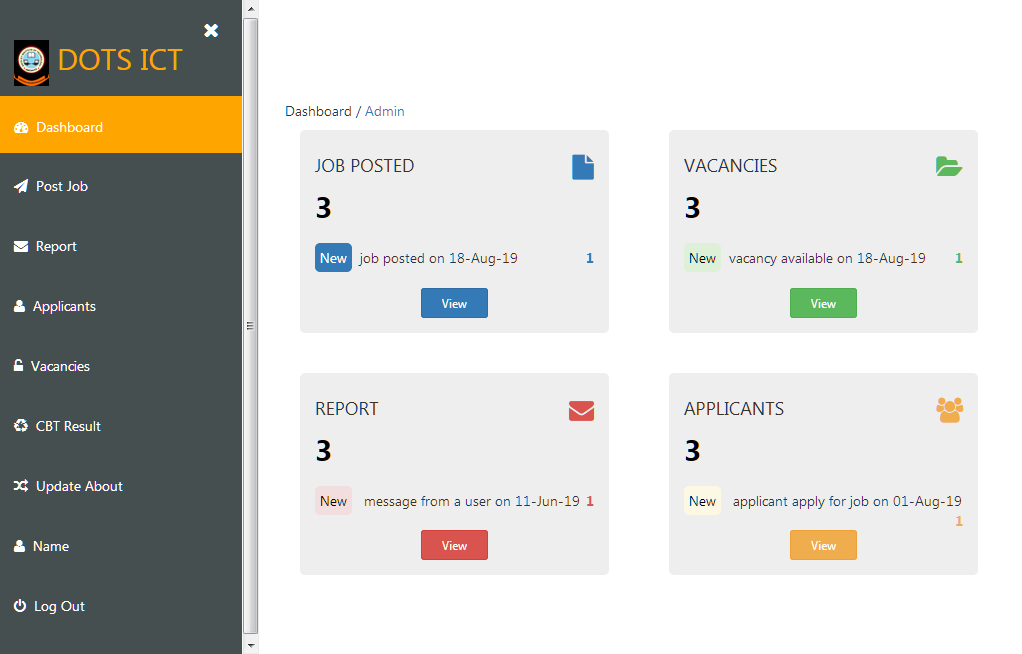 DOTS ICT
Dashboard
Post Job
Report
Applicants
Vacancies
CBT Result
Update About
Name
Log Out
Dashboard / Admin
JOB POSTED
3
New job posted on 18-Aug-19 1
View
VACANCIES
3
New vacancy available on 18-Aug-19 1
View
REPORT
3
New message from a user on 11-Jun-19 1
View
APPLICANTS
3
New applicant apply for job on 01-Aug-19
1
View